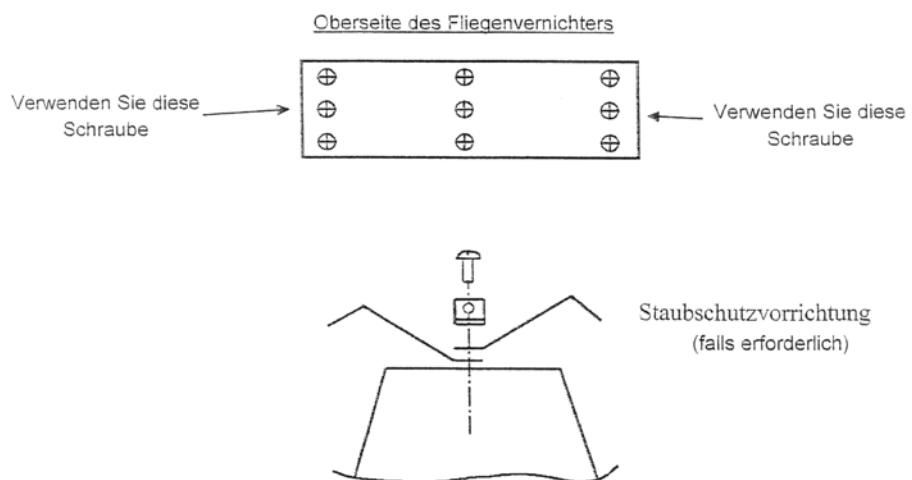 Oberseite des Fliegenvernichters
Verwenden Sie diese
Schraube
Verwenden Sie diese
Schraube
Staubschutzvorrichtung
(falls erforderlich)